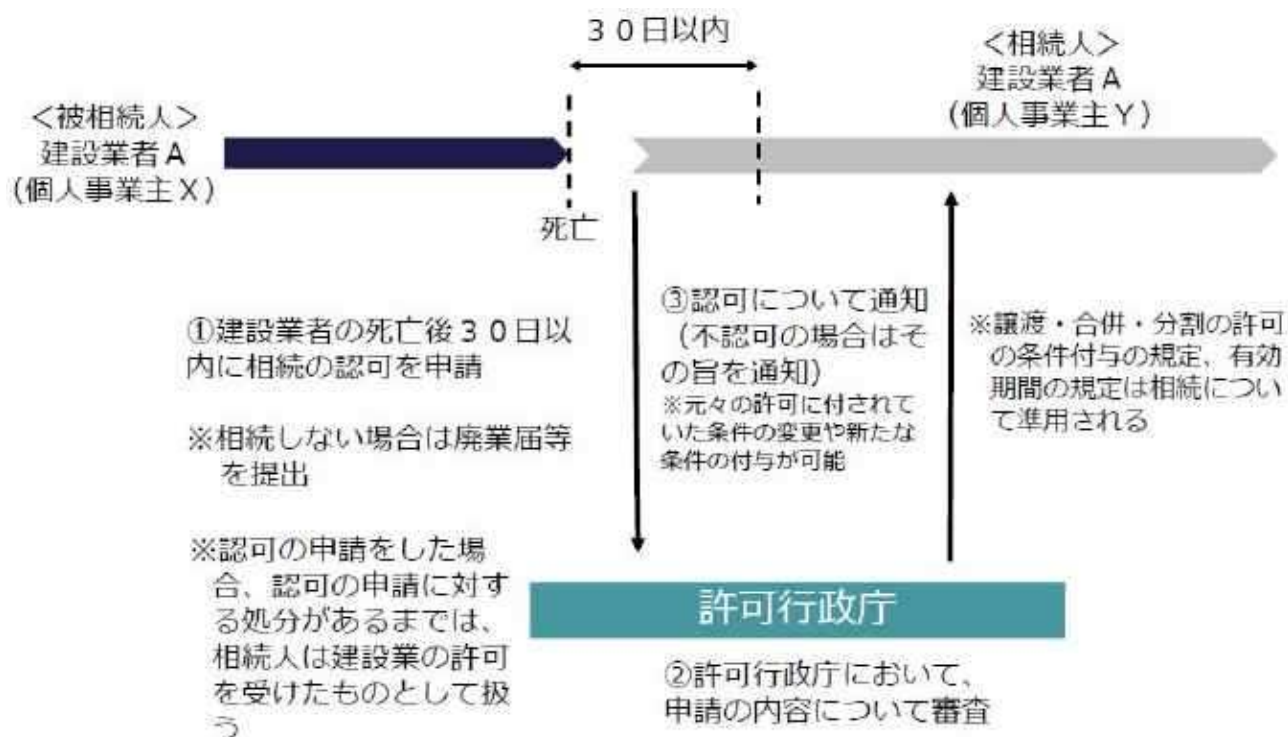 ３０日以内
＜被相続人＞
建設業者Ａ
(個人事業主Ｘ)
＜相続人＞
建設業者Ａ
(個人事業主Ｙ)
死亡
①建設業者の死亡後３０日以
内に相続の認可を申請
※相続しない場合は廃業届等
を提出
※認可の申請をした場
合、認可の申請に対す
る処分があるまでは、
相続人は建設業の許可
を受けたものとして扱
う
③認可について通知
（不認可の場合はそ
の旨を通知)
※元々の許可に付されて
いた条件の変更や新たな
条件の付与が可能
※譲渡・合併・分割の許可
の条件付与の規定、有効
期間の規定は相続につい
て準用される
許可行政庁
②許可行政庁において、
申請の内容について審査